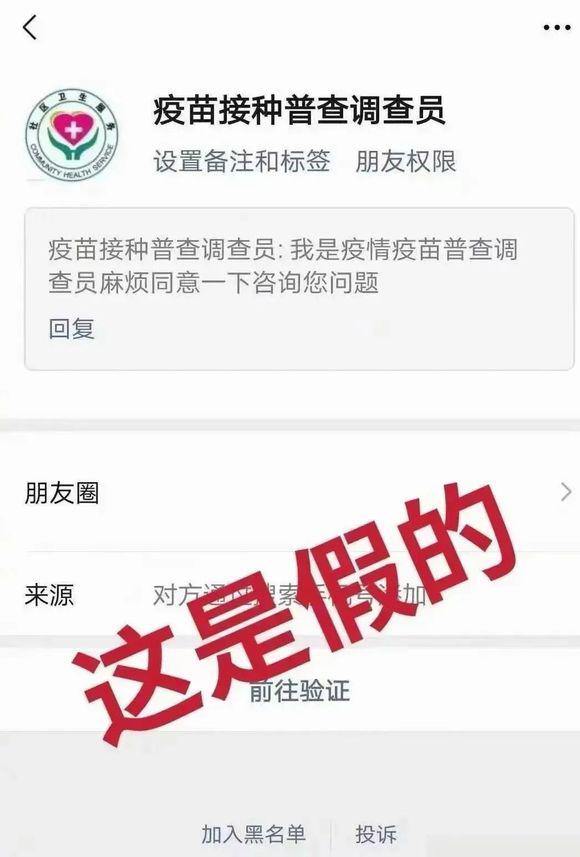 疫苗接种普查调查员
设置备注和标签 朋友权限
社区卫生服务
COMMUNITY HEALTH SERVICE
疫苗接种普查调查员: 我是疫情疫苗普查调
查员麻烦同意一下咨询您问题
回复
朋友圈
来源 对方通过搜索手机号添加
这是假的
前往验证
加入黑名单 投诉